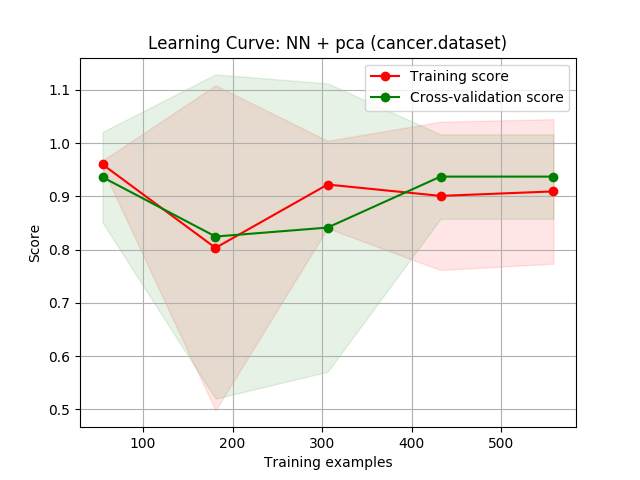 Learning Curve: NN + pca (cancer.dataset)
Training score
Cross-validation score
Score
1.1
1.0
0.9
0.8
0.7
0.6
0.5
100 200 300 400 500
Training examples